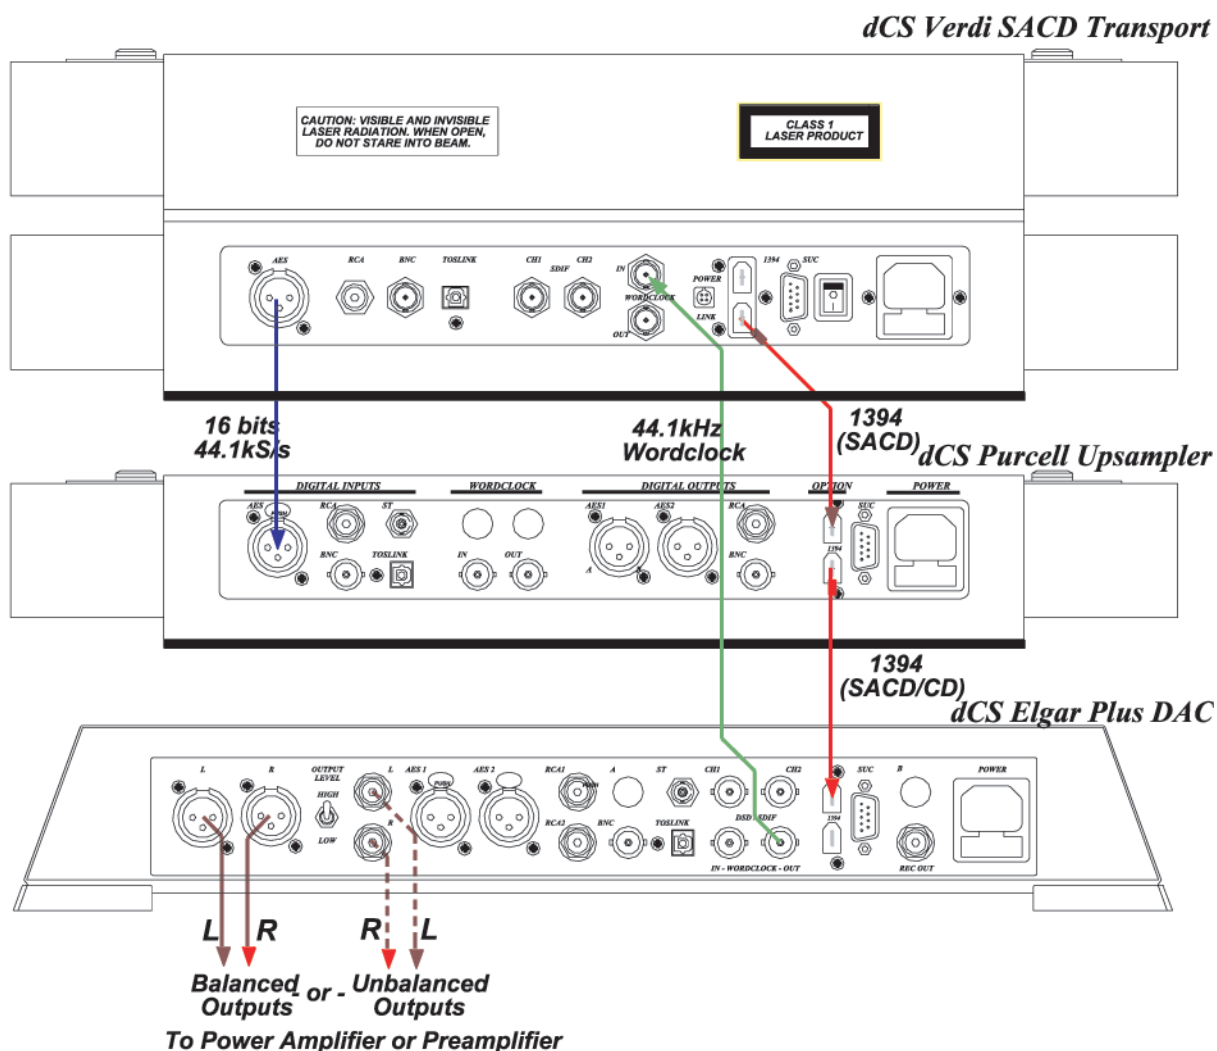 dCS Verdi SACD Transport
CAUTION: VISIBLE AND INVISIBLE
LASER RADIATION. WHEN OPEN,
DO NOT STARE INTO BEAM.
CLASS 1
LASER PRODUCT
AES
RCA
BNC
TOSLINK
CH1
CH2
SDIF
IN
WORDCLOCK
OUT
POWER
LINK
1394
SUC
16 bits
44.1kS/s
44.1kHz
Wordclock
1394
(SACD)
dCS Purcell Upsampler
DIGITAL INPUTS
WORDCLOCK
DIGITAL OUTPUTS
OPTION
POWER
AES
PUSH
RCA
ST
BNC
TOSLINK
IN
OUT
AES1
AES2
A
B
RCA
BNC
1394
SUC
1394
(SACD/CD)
dCS Elgar Plus DAC
L
R
OUTPUT
LEVEL
HIGH
LOW
L
R
AES 1
PUSH
AES 2
RCA1
PUSH
RCA2
A
BNC
ST
TOSLINK
CH1
CH2
DSD / SDIF
IN - WORDCLOCK - OUT
1394
SUC
B
REC OUT
POWER
L
R
R
L
Balanced
Outputs
- or -
Unbalanced
Outputs
To Power Amplifier or Preamplifier